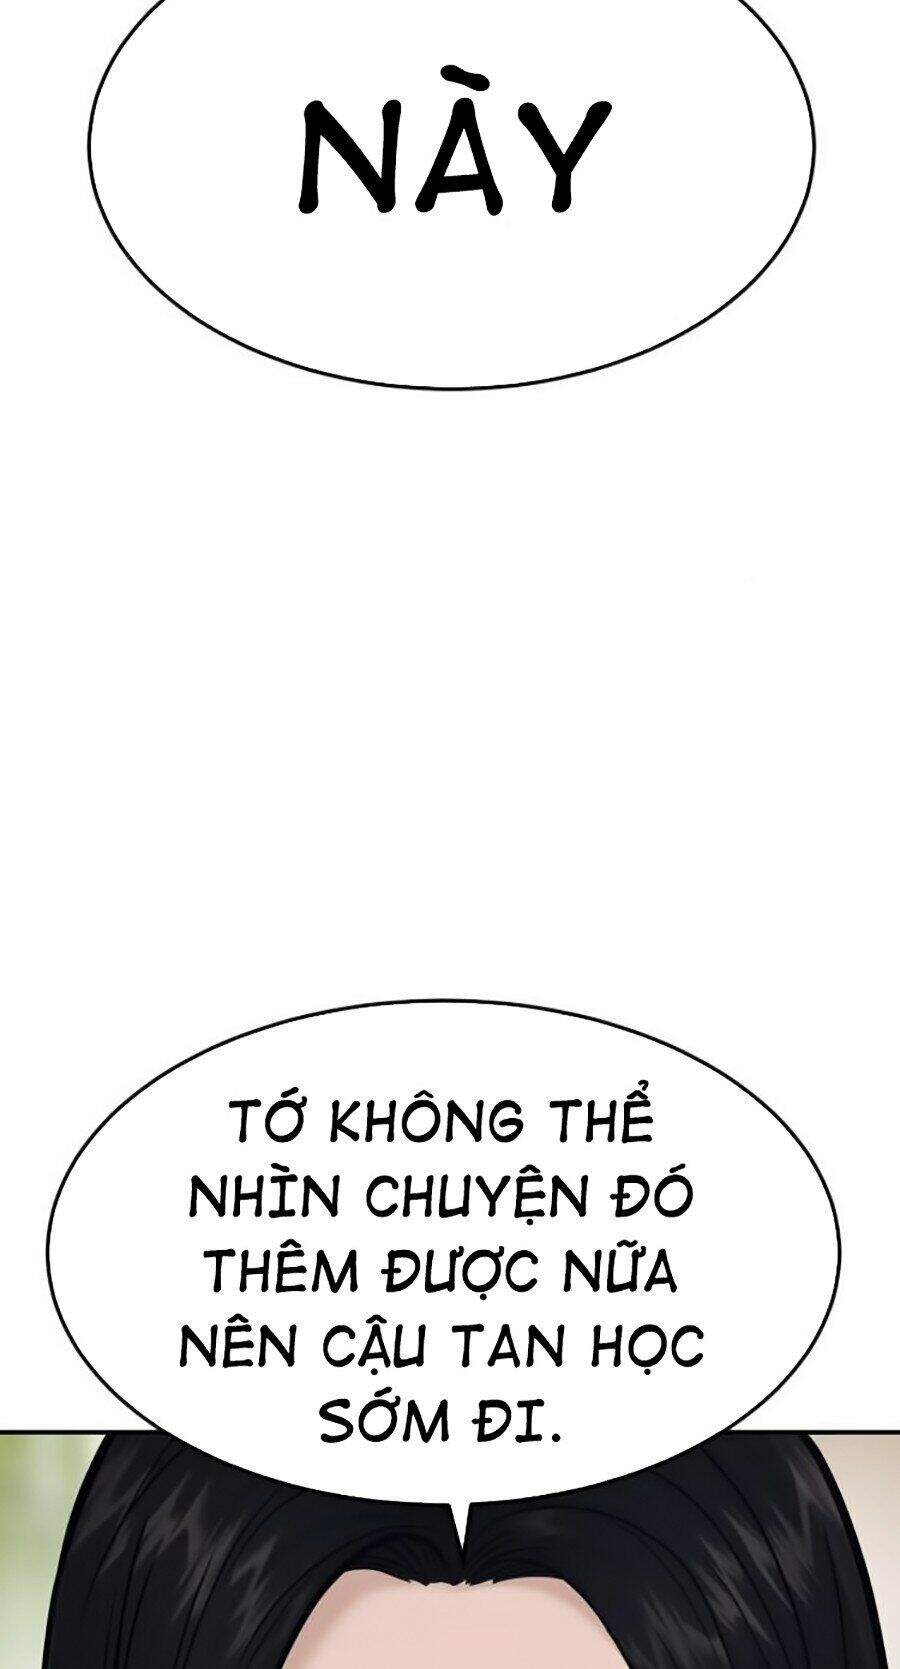 NÀY
TỚ KHÔNG THỂ
NHÌN CHUYỆN ĐÓ
THÊM ĐƯỢC NỮA
NÊN CẬU TAN HỌC
SỚM ĐI.